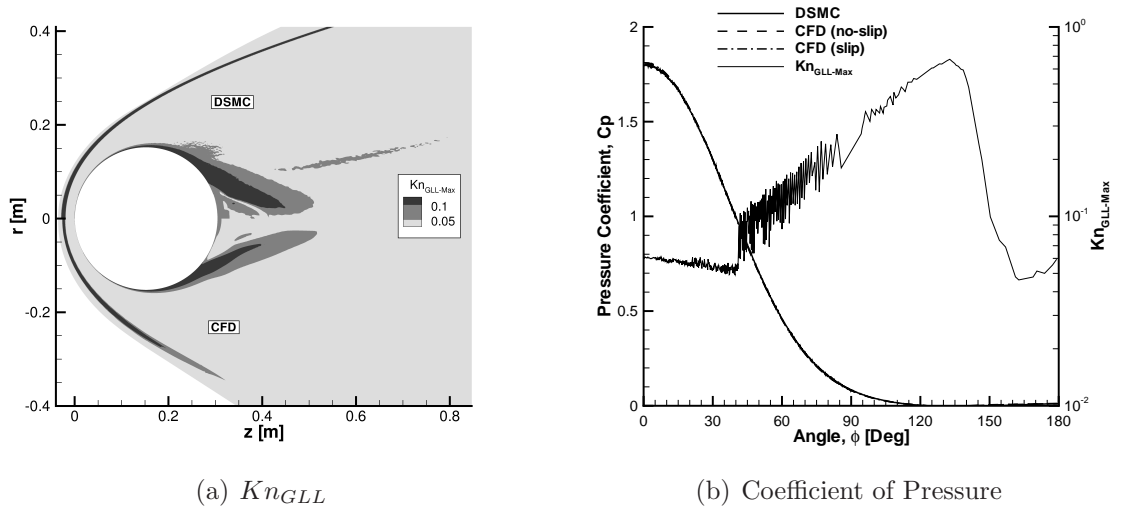 0.4
0.2
0
-0.2
-0.4
r [m]
0
0.2
0.4
0.6
0.8
z [m]
DSMC
CFD
Kn_GLL-Max
0.1
0.05
(a) Kn_GLL
DSMC
CFD (no-slip)
CFD (slip)
Kn_GLL-Max
2
1.5
1
0.5
0
Pressure Coefficient, Cp
0
30
60
90
120
150
180
Angle, ϕ [Deg]
10^0
10^-1
10^-2
Kn_GLL-Max
(b) Coefficient of Pressure